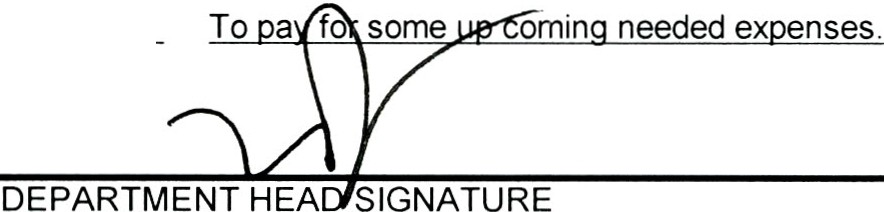 To pay for some up coming needed expenses.
DEPARTMENT HEAD SIGNATURE